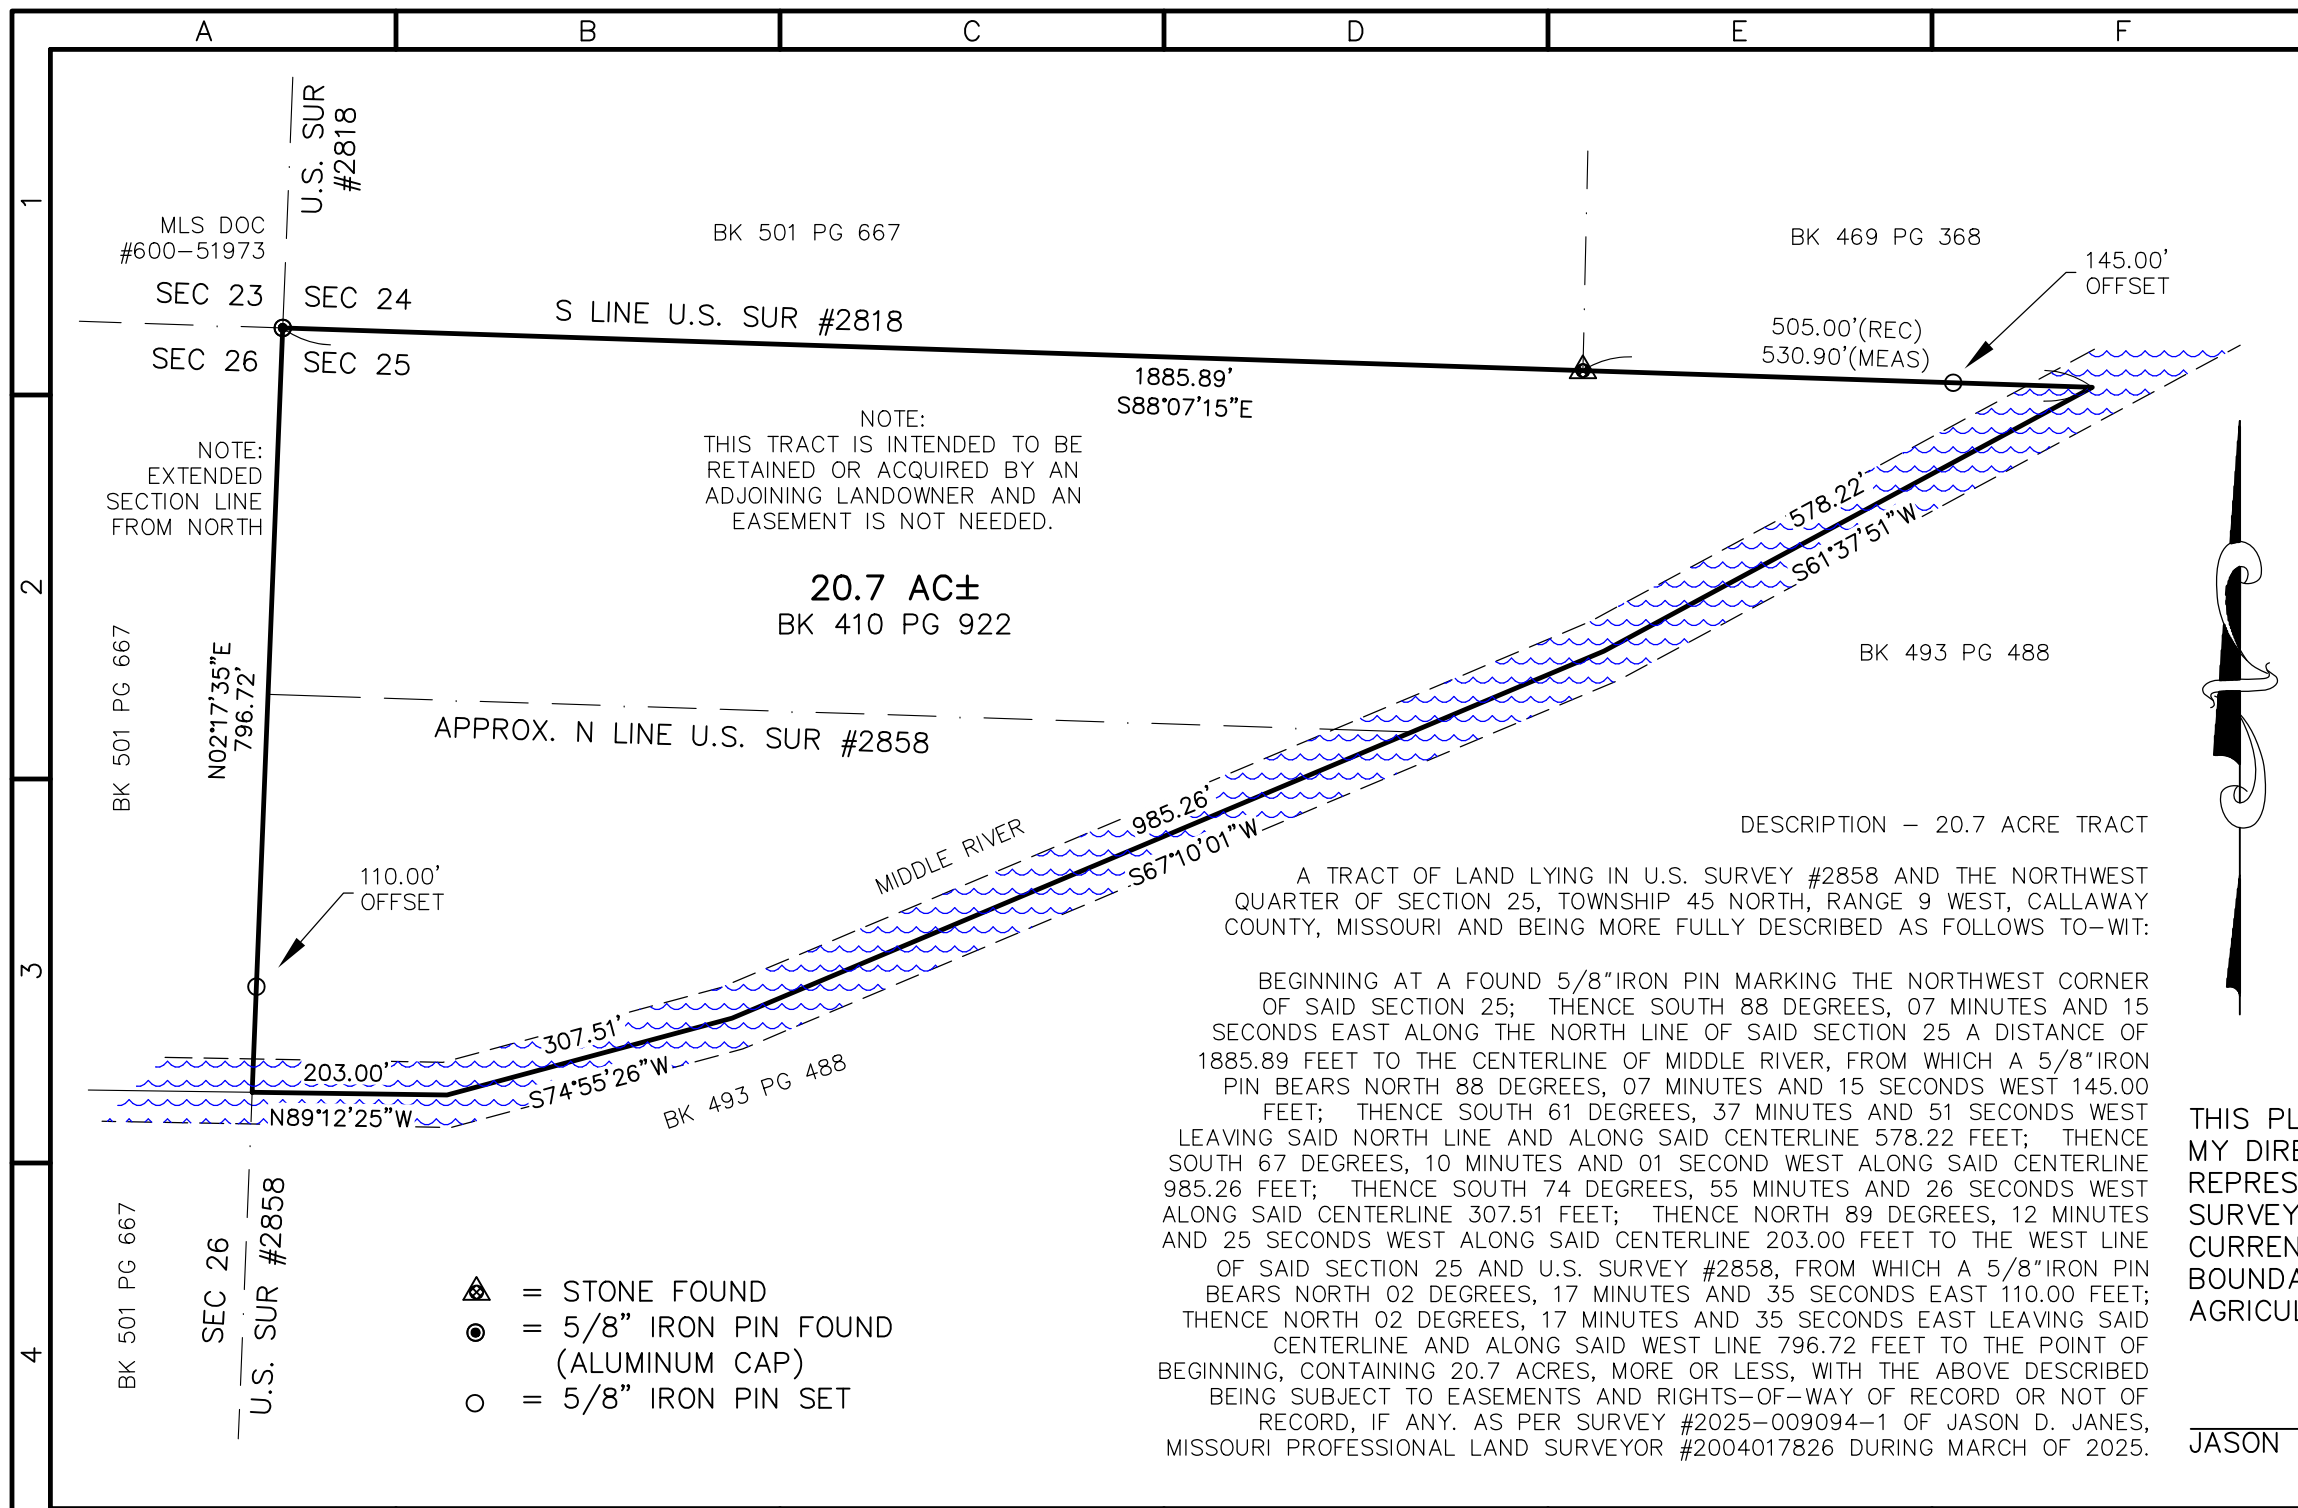 A B C D E F
1
2
3
4
U.S. SUR
#2818
MLS DOC
#600-51973
BK 501 PG 667
BK 469 PG 368
145.00'
OFFSET
SEC 23 SEC 24
S LINE U.S. SUR #2818
505.00'(REC)
530.90'(MEAS)
SEC 26 SEC 25
1885.89'
S88°07'15"E
NOTE:
EXTENDED
SECTION LINE
FROM NORTH
NOTE:
THIS TRACT IS INTENDED TO BE
RETAINED OR ACQUIRED BY AN
ADJOINING LANDOWNER AND AN
EASEMENT IS NOT NEEDED.
578.22'
S61°37'51"W
20.7 AC±
BK 410 PG 922
BK 501 PG 667
N02°17'35"E
796.72'
BK 493 PG 488
APPROX. N LINE U.S. SUR #2858
MIDDLE RIVER
985.26'
S67°10'01"W
110.00'
OFFSET
307.51'
S74°55'26"W
203.00'
N89°12'25"W
BK 493 PG 488
BK 501 PG 667
SEC 26
U.S. SUR #2858
= STONE FOUND
= 5/8" IRON PIN FOUND
(ALUMINUM CAP)
= 5/8" IRON PIN SET
DESCRIPTION – 20.7 ACRE TRACT
A TRACT OF LAND LYING IN U.S. SURVEY #2858 AND THE NORTHWEST
QUARTER OF SECTION 25, TOWNSHIP 45 NORTH, RANGE 9 WEST, CALLAWAY
COUNTY, MISSOURI AND BEING MORE FULLY DESCRIBED AS FOLLOWS TO-WIT:
BEGINNING AT A FOUND 5/8"IRON PIN MARKING THE NORTHWEST CORNER
OF SAID SECTION 25; THENCE SOUTH 88 DEGREES, 07 MINUTES AND 15
SECONDS EAST ALONG THE NORTH LINE OF SAID SECTION 25 A DISTANCE OF
1885.89 FEET TO THE CENTERLINE OF MIDDLE RIVER, FROM WHICH A 5/8"IRON
PIN BEARS NORTH 88 DEGREES, 07 MINUTES AND 15 SECONDS WEST 145.00
FEET; THENCE SOUTH 61 DEGREES, 37 MINUTES AND 51 SECONDS WEST
LEAVING SAID NORTH LINE AND ALONG SAID CENTERLINE 578.22 FEET; THENCE
SOUTH 67 DEGREES, 10 MINUTES AND 01 SECOND WEST ALONG SAID CENTERLINE
985.26 FEET; THENCE SOUTH 74 DEGREES, 55 MINUTES AND 26 SECONDS WEST
ALONG SAID CENTERLINE 307.51 FEET; THENCE NORTH 89 DEGREES, 12 MINUTES
AND 25 SECONDS WEST ALONG SAID CENTERLINE 203.00 FEET TO THE WEST LINE
OF SAID SECTION 25 AND U.S. SURVEY #2858, FROM WHICH A 5/8"IRON PIN
BEARS NORTH 02 DEGREES, 17 MINUTES AND 35 SECONDS EAST 110.00 FEET;
THENCE NORTH 02 DEGREES, 17 MINUTES AND 35 SECONDS EAST LEAVING SAID
CENTERLINE AND ALONG SAID WEST LINE 796.72 FEET TO THE POINT OF
BEGINNING, CONTAINING 20.7 ACRES, MORE OR LESS, WITH THE ABOVE DESCRIBED
BEING SUBJECT TO EASEMENTS AND RIGHTS-OF-WAY OF RECORD OR NOT OF
RECORD, IF ANY. AS PER SURVEY #2025-009094-1 OF JASON D. JANES,
MISSOURI PROFESSIONAL LAND SURVEYOR #2004017826 DURING MARCH OF 2025.
THIS PL
MY DIRE
REPRES
SURVEY
CURREN
BOUNDA
AGRICUL
JASON